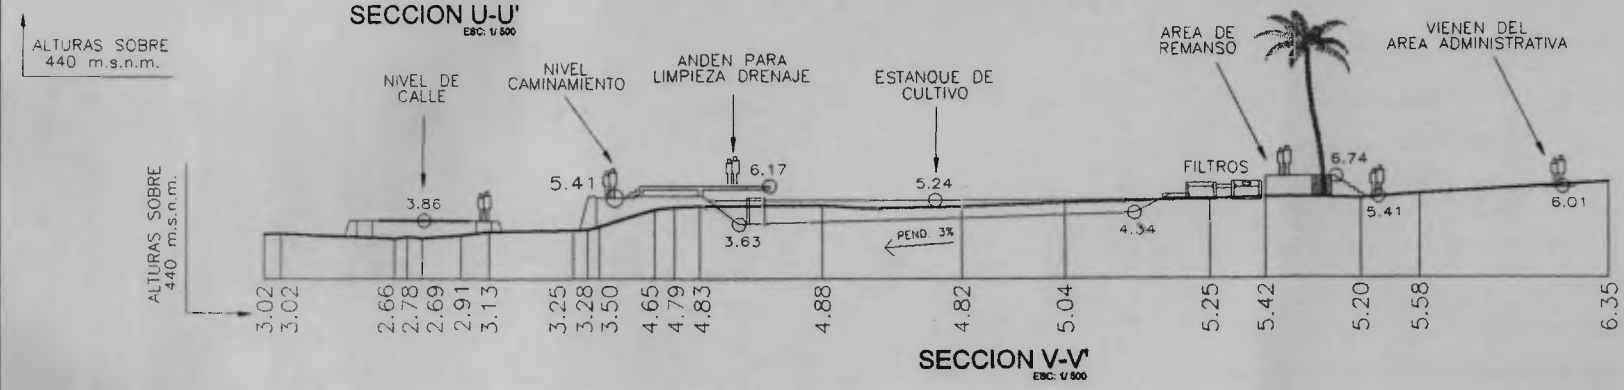 SECCION U-U'
ESC: 1/ 500
ALTURAS SOBRE
440 m.s.n.m.
NIVEL DE
CALLE
NIVEL
CAMINAMIENTO
ANDEN PARA
LIMPIEZA DRENAJE
ESTANQUE DE
CULTIVO
AREA DE
REMANSO
VIENEN DEL
AREA ADMINISTRATIVA
FILTROS
ALTURAS SOBRE
440 m.s.n.m.
3.86
5.41
6.17
3.63
5.24
PEND. 3%
4.34
6.74
5.41
6.01
3.02
3.02
2.66
2.78
2.69
2.91
3.13
3.25
3.28
3.50
4.65
4.79
4.83
4.88
4.82
5.04
5.25
5.42
5.20
5.58
6.35
SECCION V-V'
ESC: 1/ 500